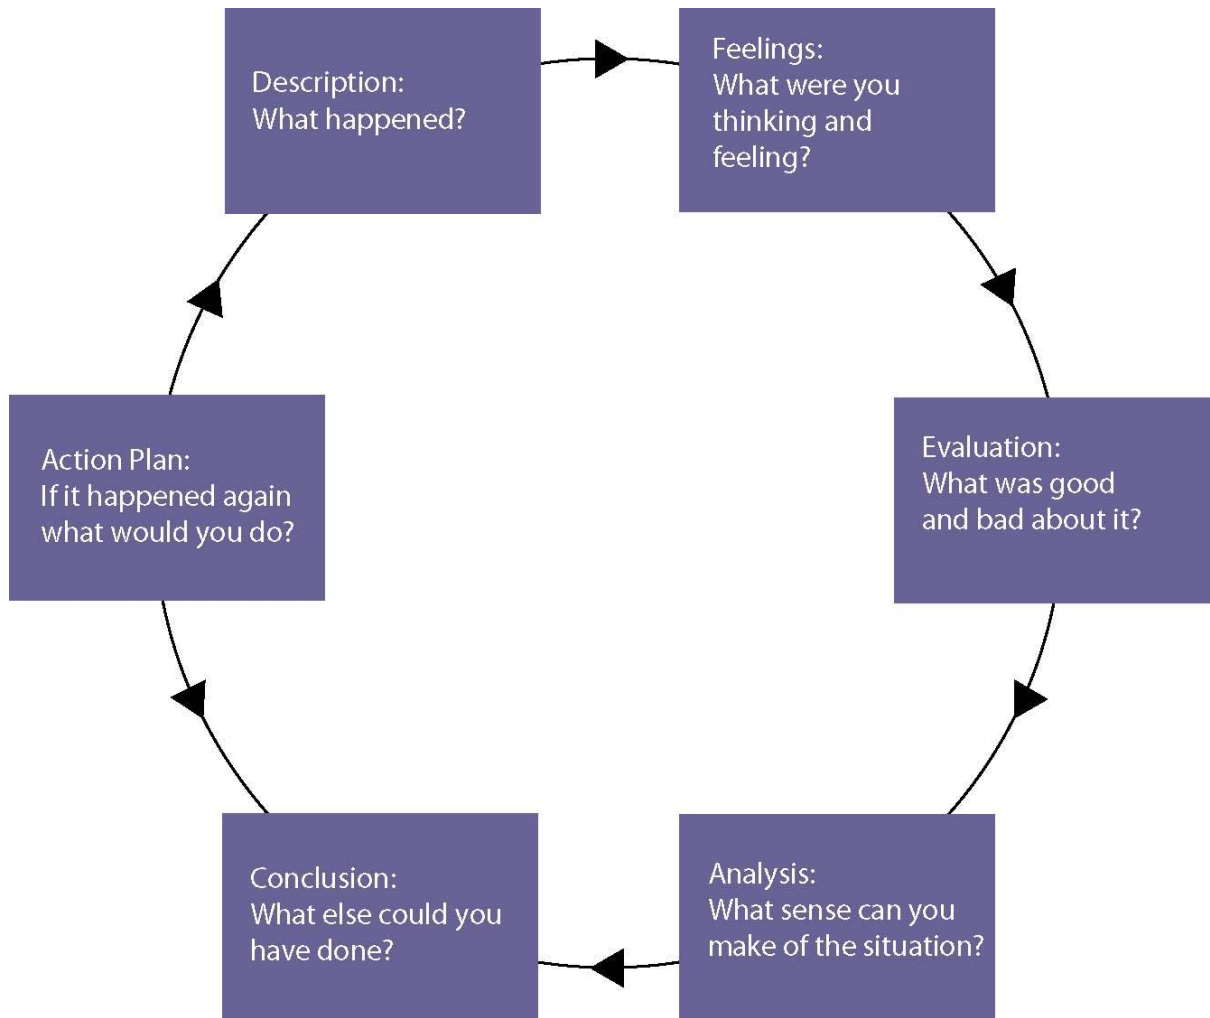 Description:
What happened?
Feelings:
What were you
thinking and
feeling?
Evaluation:
What was good
and bad about it?
Analysis:
What sense can you
make of the situation?
Conclusion:
What else could you
have done?
Action Plan:
If it happened again
what would you do?